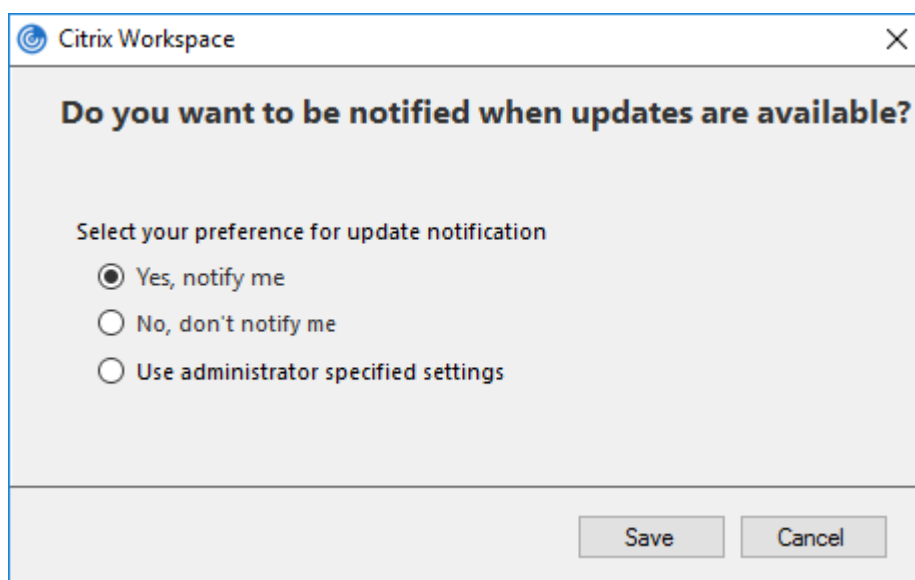 Citrix Workspace
Do you want to be notified when updates are available?
Select your preference for update notification
Yes, notify me
No, don't notify me
Use administrator specified settings
Save Cancel